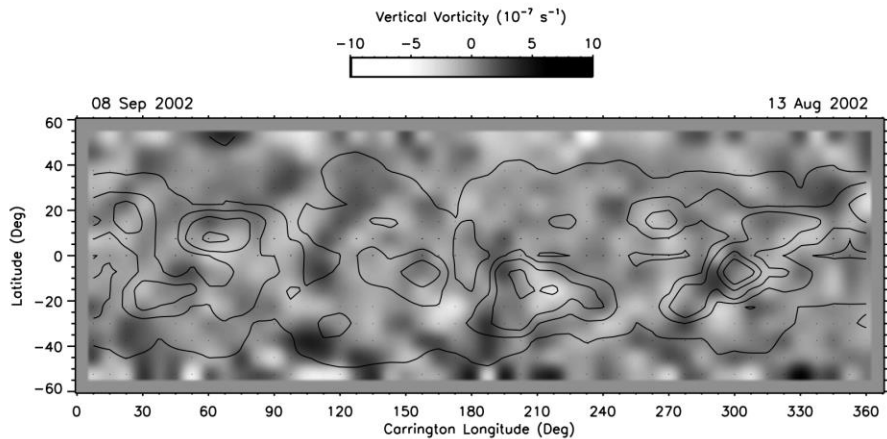 Vertical Vorticity (10⁻⁷ s⁻¹)
−10 −5 0 5 10
08 Sep 2002 13 Aug 2002
60
40
20
0
−20
−40
−60
Latitude (Deg)
0 30 60 90 120 150 180 210 240 270 300 330 360
Carrington Longitude (Deg)